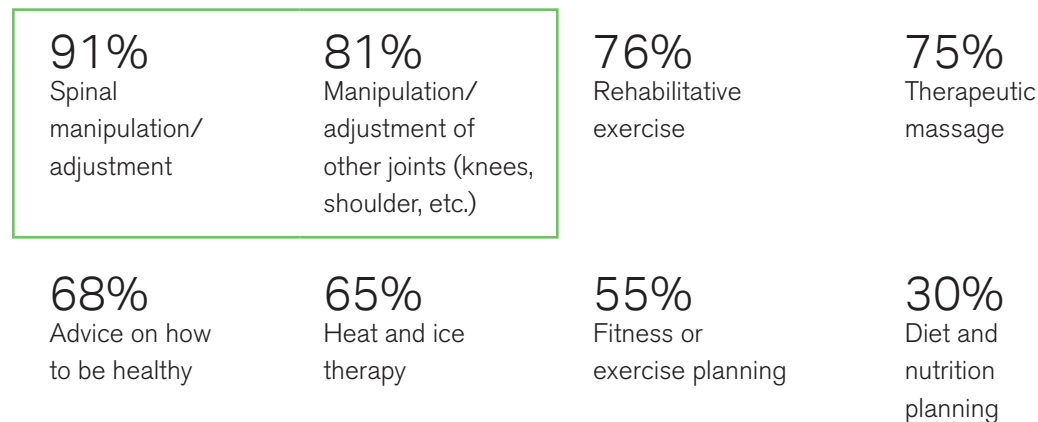 91%
Spinal
manipulation/
adjustment
81%
Manipulation/
adjustment of
other joints (knees,
shoulder, etc.)
76%
Rehabilitative
exercise
75%
Therapeutic
massage
68%
Advice on how
to be healthy
65%
Heat and ice
therapy
55%
Fitness or
exercise planning
30%
Diet and
nutrition
planning